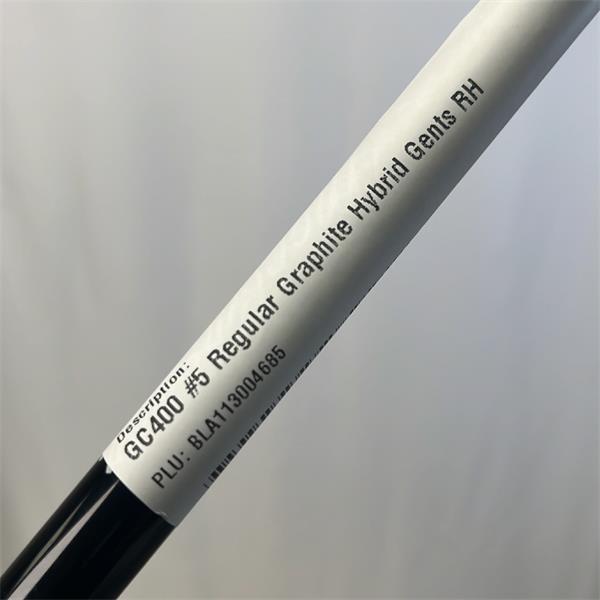 Description:
GC400 #5 Regular Graphite Hybrid Gents RH
PLU: BLA113004685